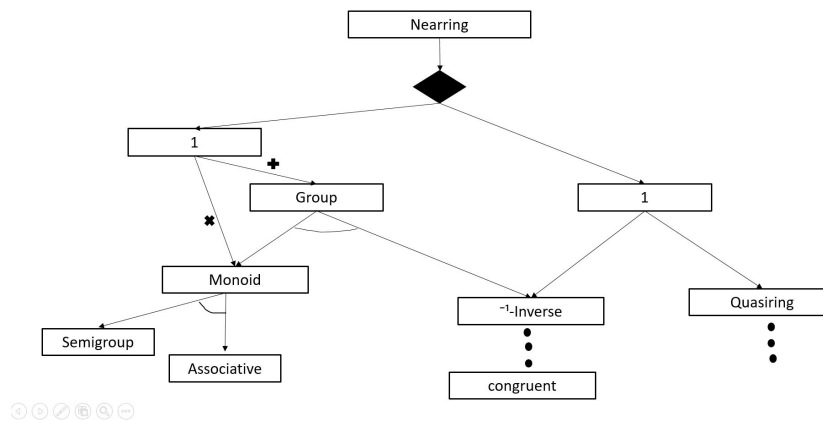 Nearring
1
+
Group
1
×
Monoid
⁻¹-Inverse
Quasiring
Semigroup
Associative
congruent